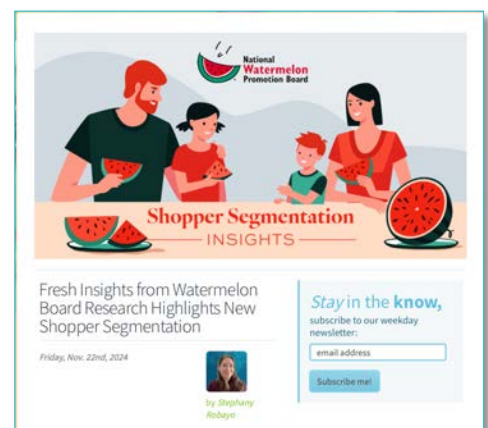 National
Watermelon
Promotion Board
Shopper Segmentation
INSIGHTS
Fresh Insights from Watermelon
Board Research Highlights New
Shopper Segmentation
Friday, Nov. 22nd, 2024
by Stephany
Robayo
Stay in the know,
subscribe to our weekday
newsletter:
email address
Subscribe me!